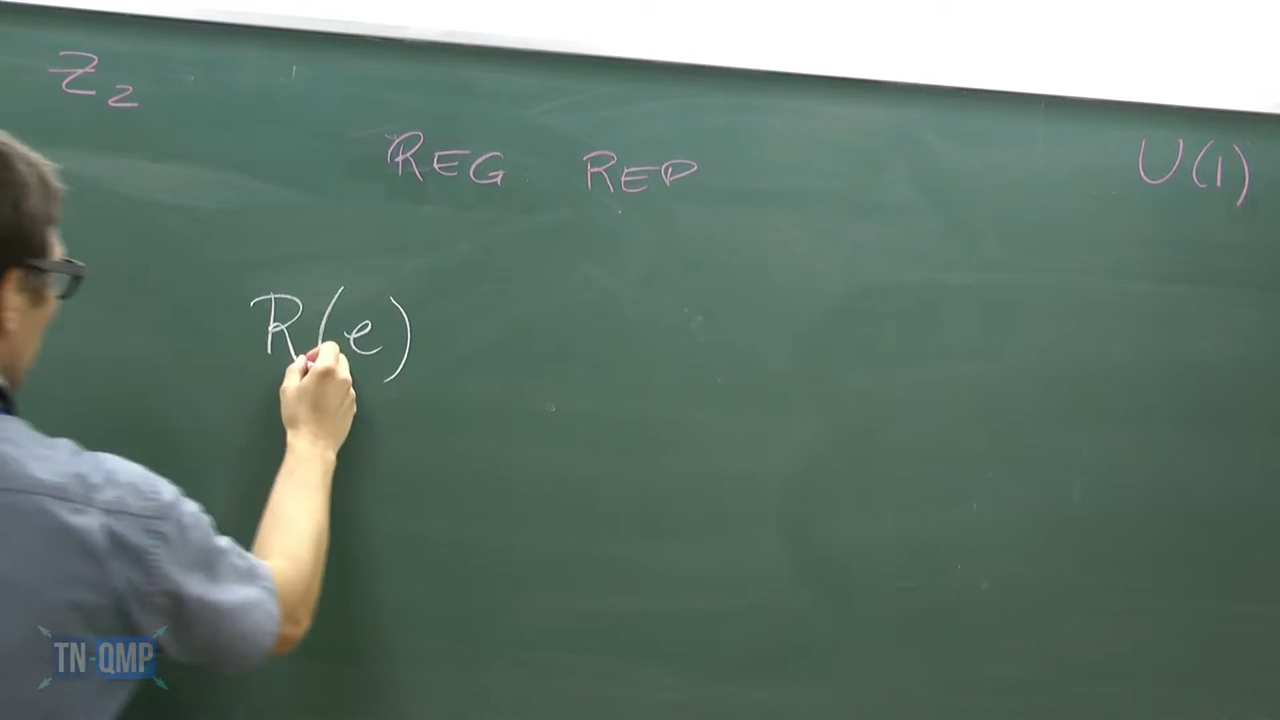 Z₂
REG REP
U(1)
R(e)
TN-QMP